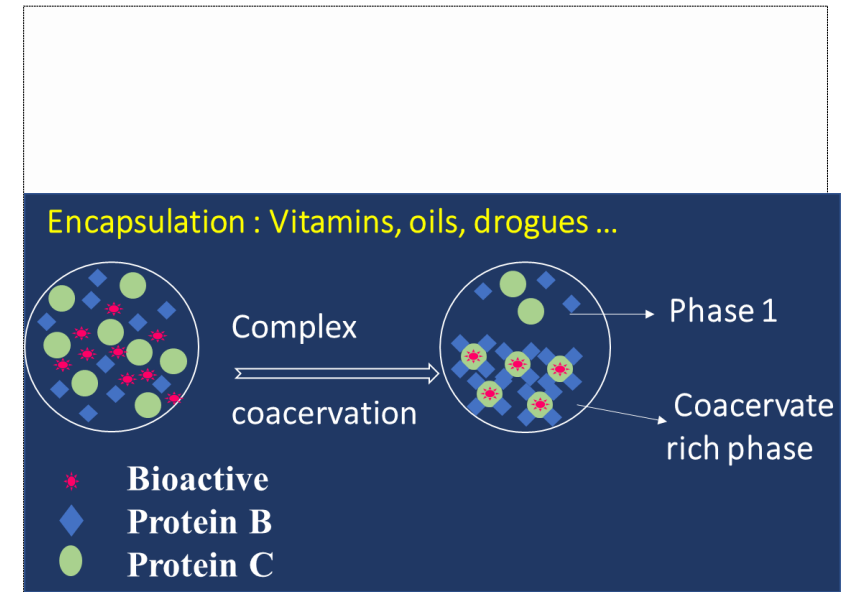 Encapsulation : Vitamins, oils, drogues ...
Complex
coacervation
Phase 1
Coacervate
rich phase
Bioactive
Protein B
Protein C